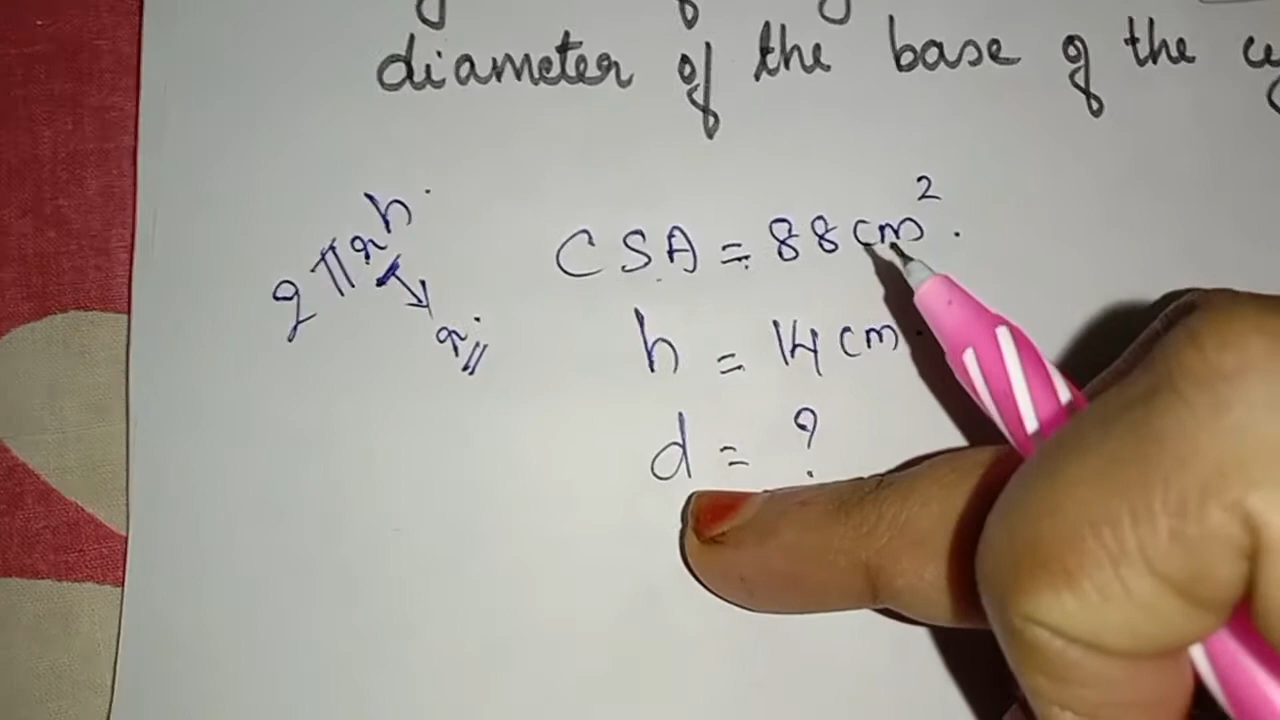 diameter of the base of the
2πrh.
r.
CSA = 88 cm².
h = 14 cm.
d = ?